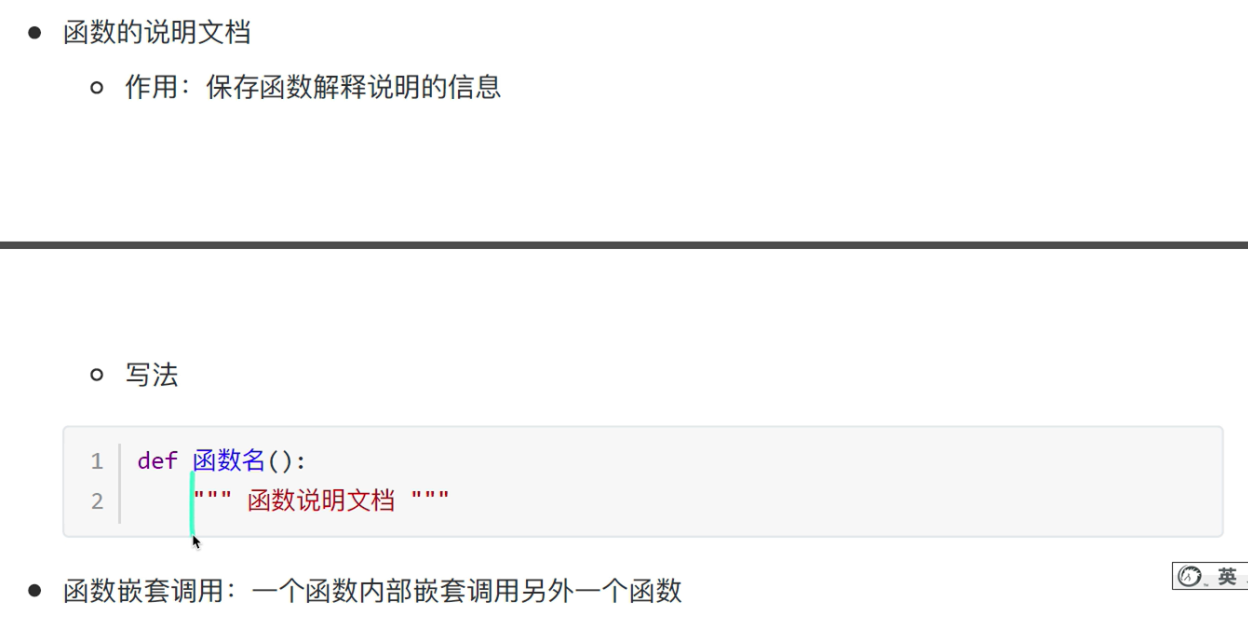 函数的说明文档
作用：保存函数解释说明的信息
写法
1 def 函数名():
2 """ 函数说明文档 """
函数嵌套调用：一个函数内部嵌套调用另外一个函数
英